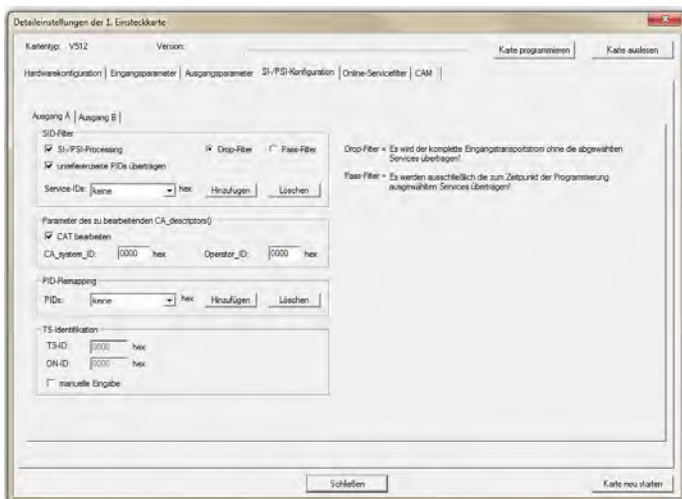 Detaileinstellungen der 1. Einsteckkarte
Kartentyp: V512 Version:
Karte programmieren Karte auslesen
Hardwarekonfiguration Eingangsparameter Ausgangsparameter SI-/PSI-Konfiguration Online-Servicefilter CAM
Ausgang A Ausgang B
SID-Filter
SI-/PSI-Processing Drop-Filter Pass-Filter
unreferenzierte PIDs übertragen
Service-IDs: keine hex Hinzufügen Löschen
Drop-Filter = Es wird der komplette Eingangstransportstrom ohne die abgewählten
Services übertragen!
Pass-Filter = Es werden ausschließlich die zum Zeitpunkt der Programmierung
ausgewählten Services übertragen!
Parameter des zu bearbeitenden CA_descriptors()
CAT bearbeiten
CA_system_ID: 0000 hex Operator_ID: 0000 hex
PID-Remapping
PIDs: keine hex Hinzufügen Löschen
TS-Identifikation
TS-ID: 0000 hex
ON-ID 0000 hex
manuelle Eingabe
Schließen Karte neu starten